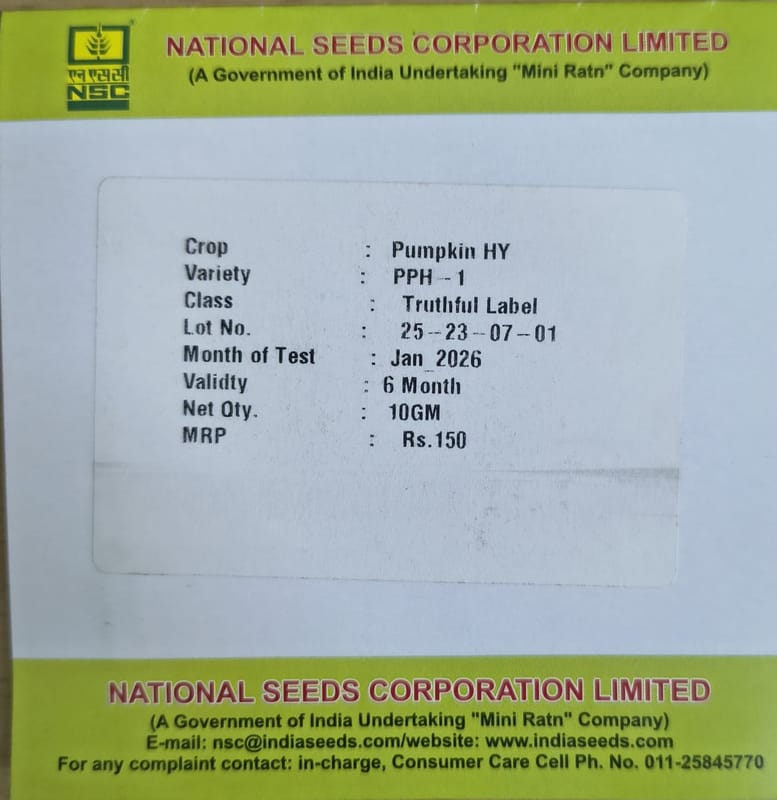 NATIONAL SEEDS CORPORATION LIMITED
(A Government of India Undertaking "Mini Ratn" Company)
एन एस सी
NSC
Crop : Pumpkin HY
Variety : PPH - 1
Class : Truthful Label
Lot No. : 25-23-07-01
Month of Test : Jan 2026
Validty : 6 Month
Net Qty. : 10GM
MRP : Rs.150
NATIONAL SEEDS CORPORATION LIMITED
(A Government of India Undertaking "Mini Ratn" Company)
E-mail: nsc@indiaseeds.com/website: www.indiaseeds.com
For any complaint contact: in-charge, Consumer Care Cell Ph. No. 011-25845770